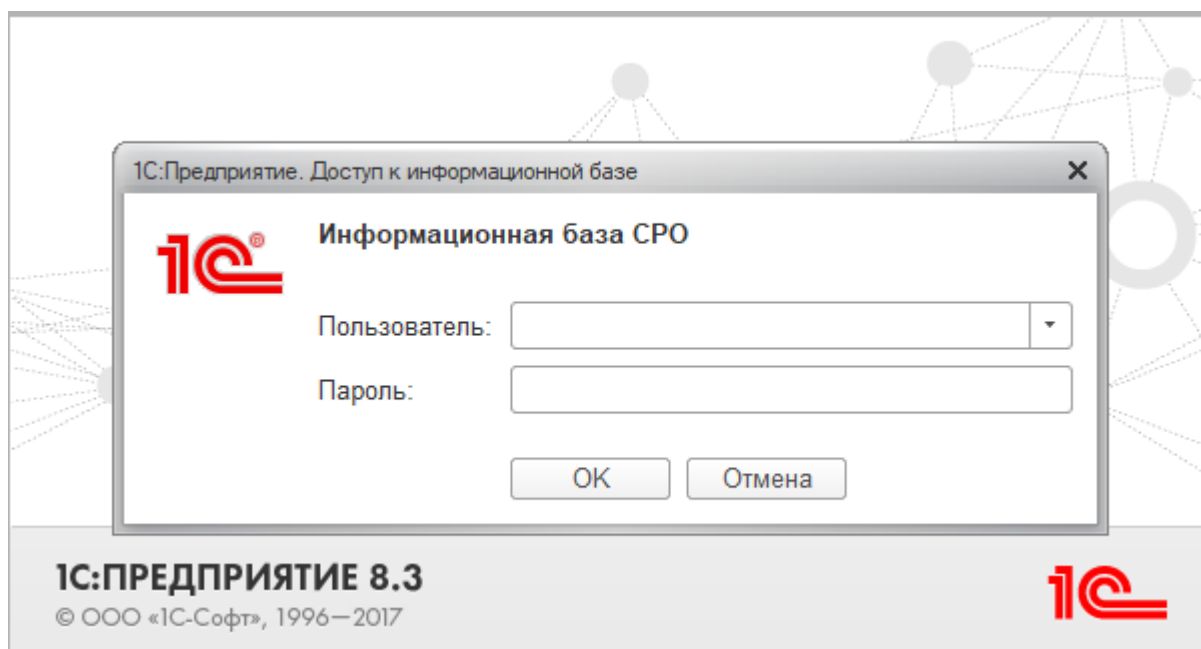 1С:Предприятие. Доступ к информационной базе
1С®
Информационная база СРО
Пользователь:
Пароль:
OK
Отмена
1С:ПРЕДПРИЯТИЕ 8.3
© ООО «1С-Софт», 1996—2017
1С